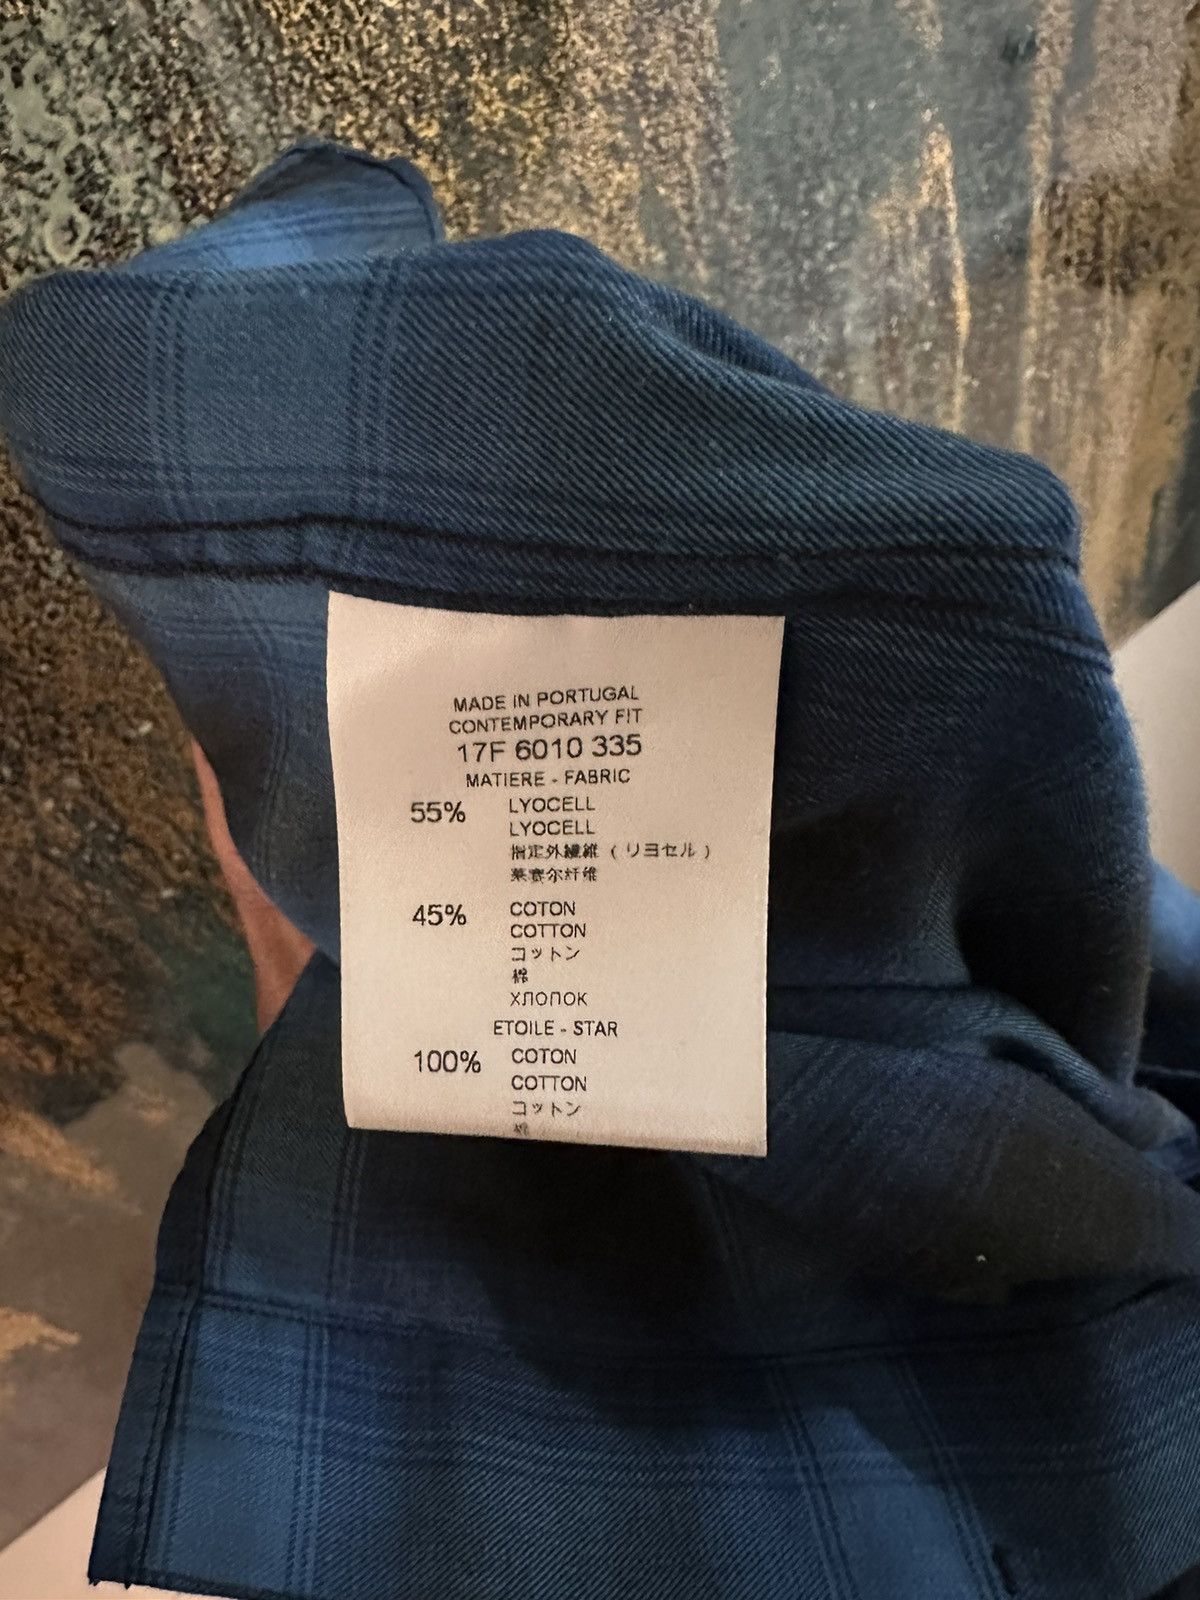 MADE IN PORTUGAL
CONTEMPORARY FIT
17F 6010 335
MATIERE - FABRIC
55% LYOCELL
LYOCELL
指定外繊維 ( リヨセル )
莱赛尔纤维
45% COTON
COTTON
コットン
棉
ХЛОПОК
ETOILE - STAR
100% COTON
COTTON
コットン
棉